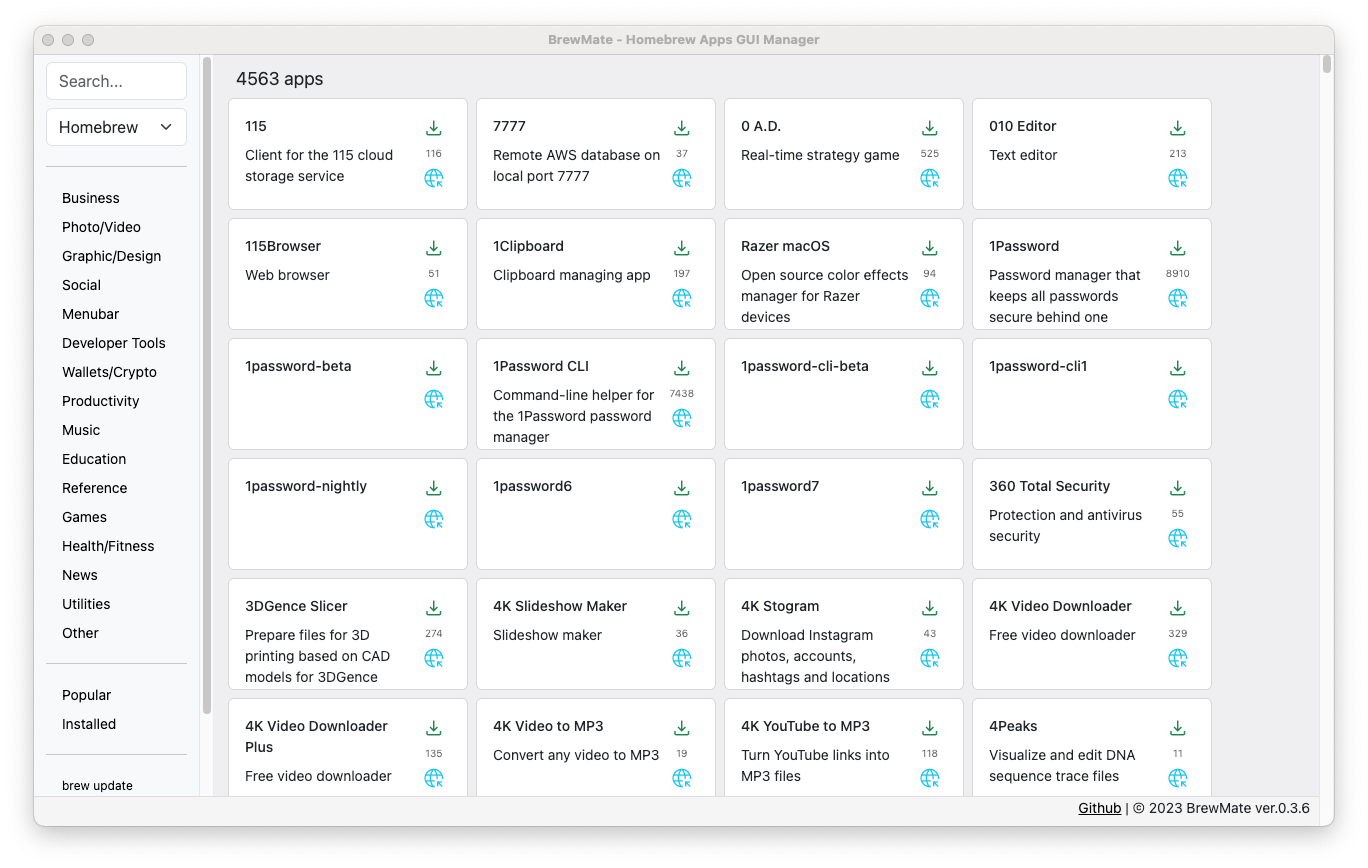 BrewMate - Homebrew Apps GUI Manager
Search...
Homebrew
Business
Photo/Video
Graphic/Design
Social
Menubar
Developer Tools
Wallets/Crypto
Productivity
Music
Education
Reference
Games
Health/Fitness
News
Utilities
Other
Popular
Installed
brew update
4563 apps
115
116
Client for the 115 cloud
storage service
7777
37
Remote AWS database on
local port 7777
0 A.D.
525
Real-time strategy game
010 Editor
213
Text editor
115Browser
51
Web browser
1Clipboard
197
Clipboard managing app
Razer macOS
94
Open source color effects
manager for Razer
devices
1Password
8910
Password manager that
keeps all passwords
secure behind one
1password-beta
1Password CLI
7438
Command-line helper for
the 1Password password
manager
1password-cli-beta
1password-cli1
1password-nightly
1password6
1password7
360 Total Security
55
Protection and antivirus
security
3DGence Slicer
274
Prepare files for 3D
printing based on CAD
models for 3DGence
4K Slideshow Maker
36
Slideshow maker
4K Stogram
43
Download Instagram
photos, accounts,
hashtags and locations
4K Video Downloader
329
Free video downloader
4K Video Downloader
Plus
135
Free video downloader
4K Video to MP3
19
Convert any video to MP3
4K YouTube to MP3
118
Turn YouTube links into
MP3 files
4Peaks
11
Visualize and edit DNA
sequence trace files
Github | © 2023 BrewMate ver.0.3.6